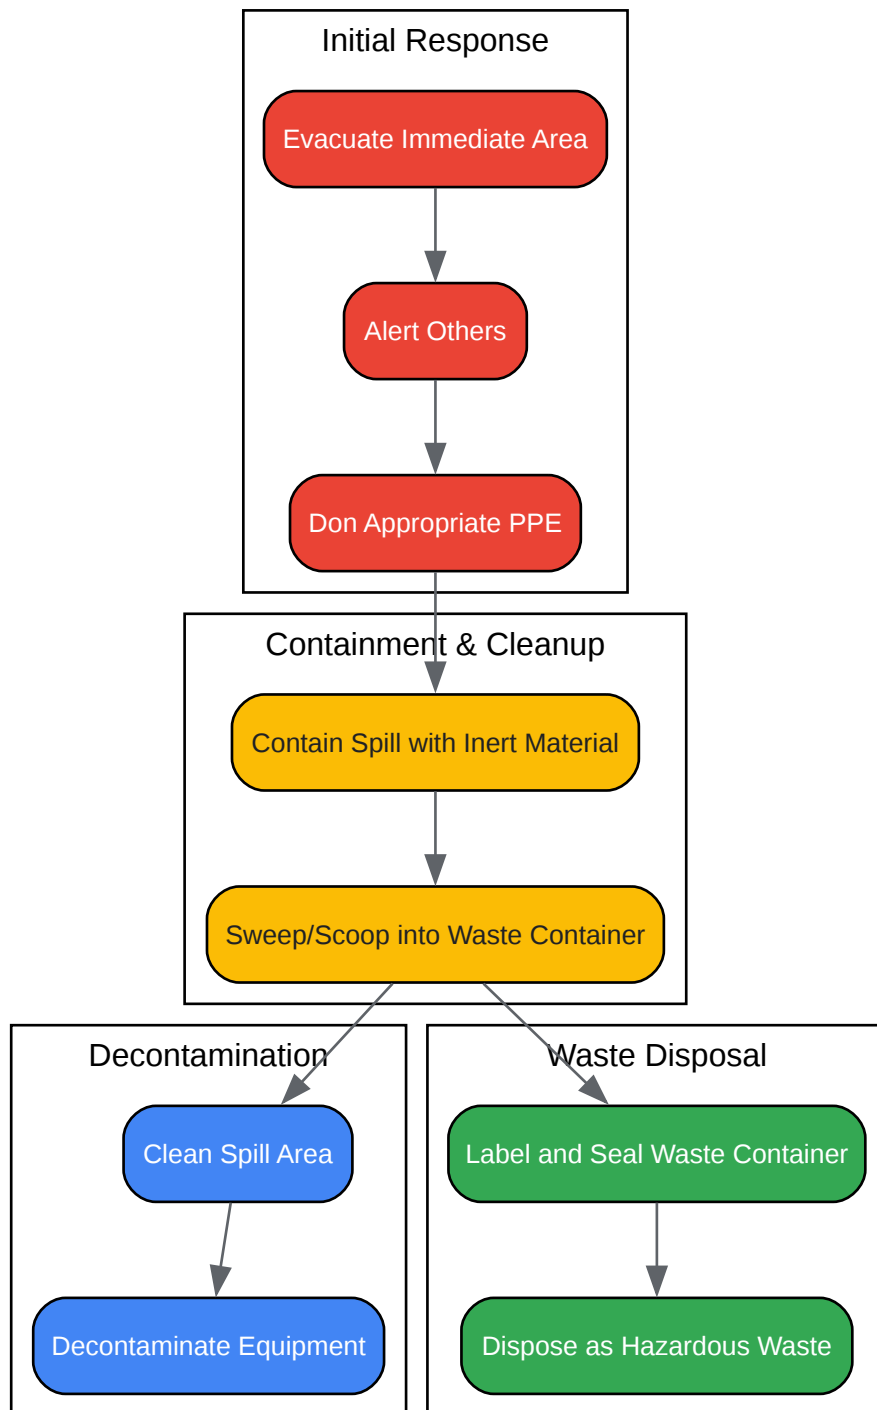 Initial Response
Evacuate Immediate Area
Alert Others
Don Appropriate PPE
Containment & Cleanup
Contain Spill with Inert Material
Sweep/Scoop into Waste Container
Decontamination
Clean Spill Area
Decontaminate Equipment
Waste Disposal
Label and Seal Waste Container
Dispose as Hazardous Waste